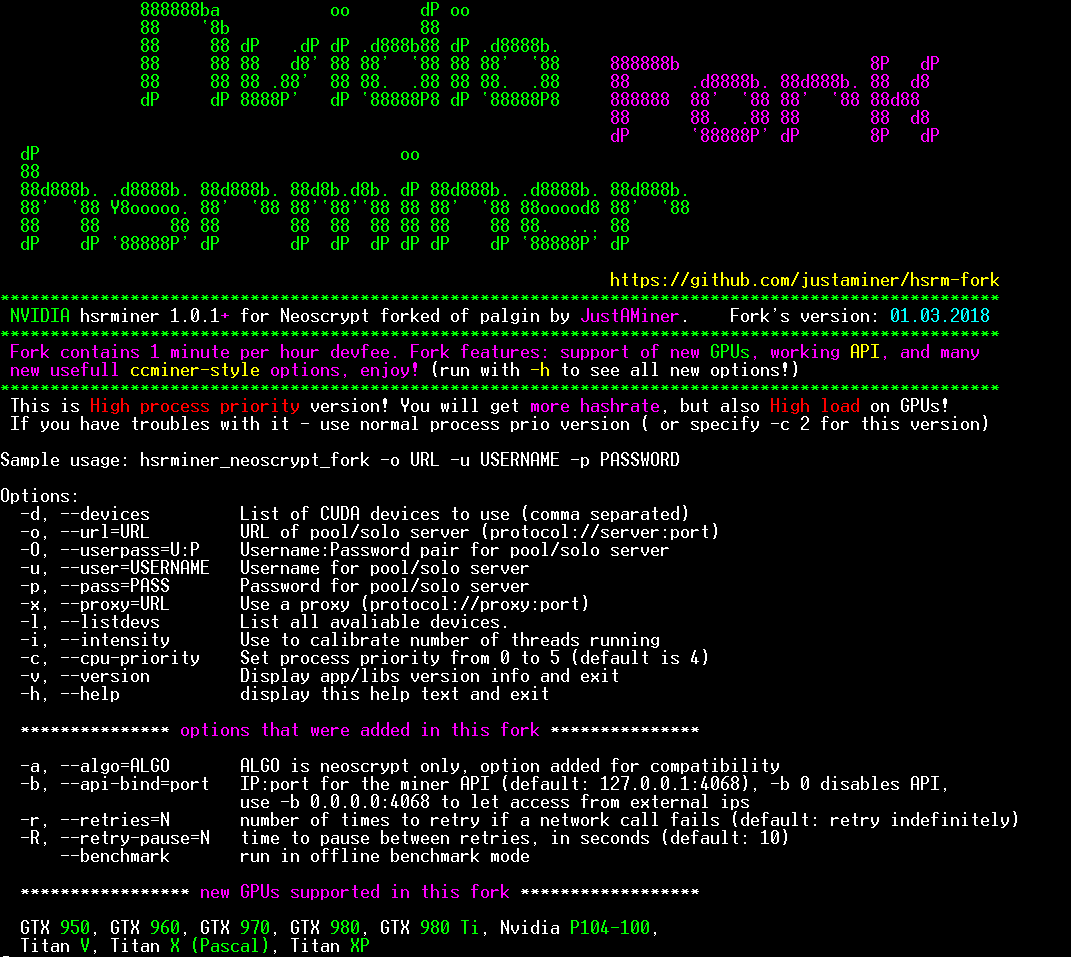 Nvidia
Fork
hsrminer
https://github.com/justaminer/hsrm-fork
****************************************************************************************************
NVIDIA hsrminer 1.0.1+ for Neoscrypt forked of palgin by JustAMiner. Fork's version: 01.03.2018
****************************************************************************************************
Fork contains 1 minute per hour devfee. Fork features: support of new GPUs, working API, and many
new usefull ccminer-style options, enjoy! (run with -h to see all new options!)
****************************************************************************************************
This is High process priority version! You will get more hashrate, but also High load on GPUs!
If you have troubles with it - use normal process prio version ( or specify -c 2 for this version)
Sample usage: hsrminer_neoscrypt_fork -o URL -u USERNAME -p PASSWORD
Options:
-d, --devices List of CUDA devices to use (comma separated)
-o, --url=URL URL of pool/solo server (protocol://server:port)
-O, --userpass=U:P Username:Password pair for pool/solo server
-u, --user=USERNAME Username for pool/solo server
-p, --pass=PASS Password for pool/solo server
-x, --proxy=URL Use a proxy (protocol://proxy:port)
-l, --listdevs List all avaliable devices.
-i, --intensity Use to calibrate number of threads running
-c, --cpu-priority Set process priority from 0 to 5 (default is 4)
-v, --version Display app/libs version info and exit
-h, --help display this help text and exit
*************** options that were added in this fork ***************
-a, --algo=ALGO ALGO is neoscrypt only, option added for compatibility
-b, --api-bind=port IP:port for the miner API (default: 127.0.0.1:4068), -b 0 disables API,
use -b 0.0.0.0:4068 to let access from external ips
-r, --retries=N number of times to retry if a network call fails (default: retry indefinitely)
-R, --retry-pause=N time to pause between retries, in seconds (default: 10)
--benchmark run in offline benchmark mode
***************** new GPUs supported in this fork ******************
GTX 950, GTX 960, GTX 970, GTX 980, GTX 980 Ti, Nvidia P104-100,
Titan V, Titan X (Pascal), Titan XP